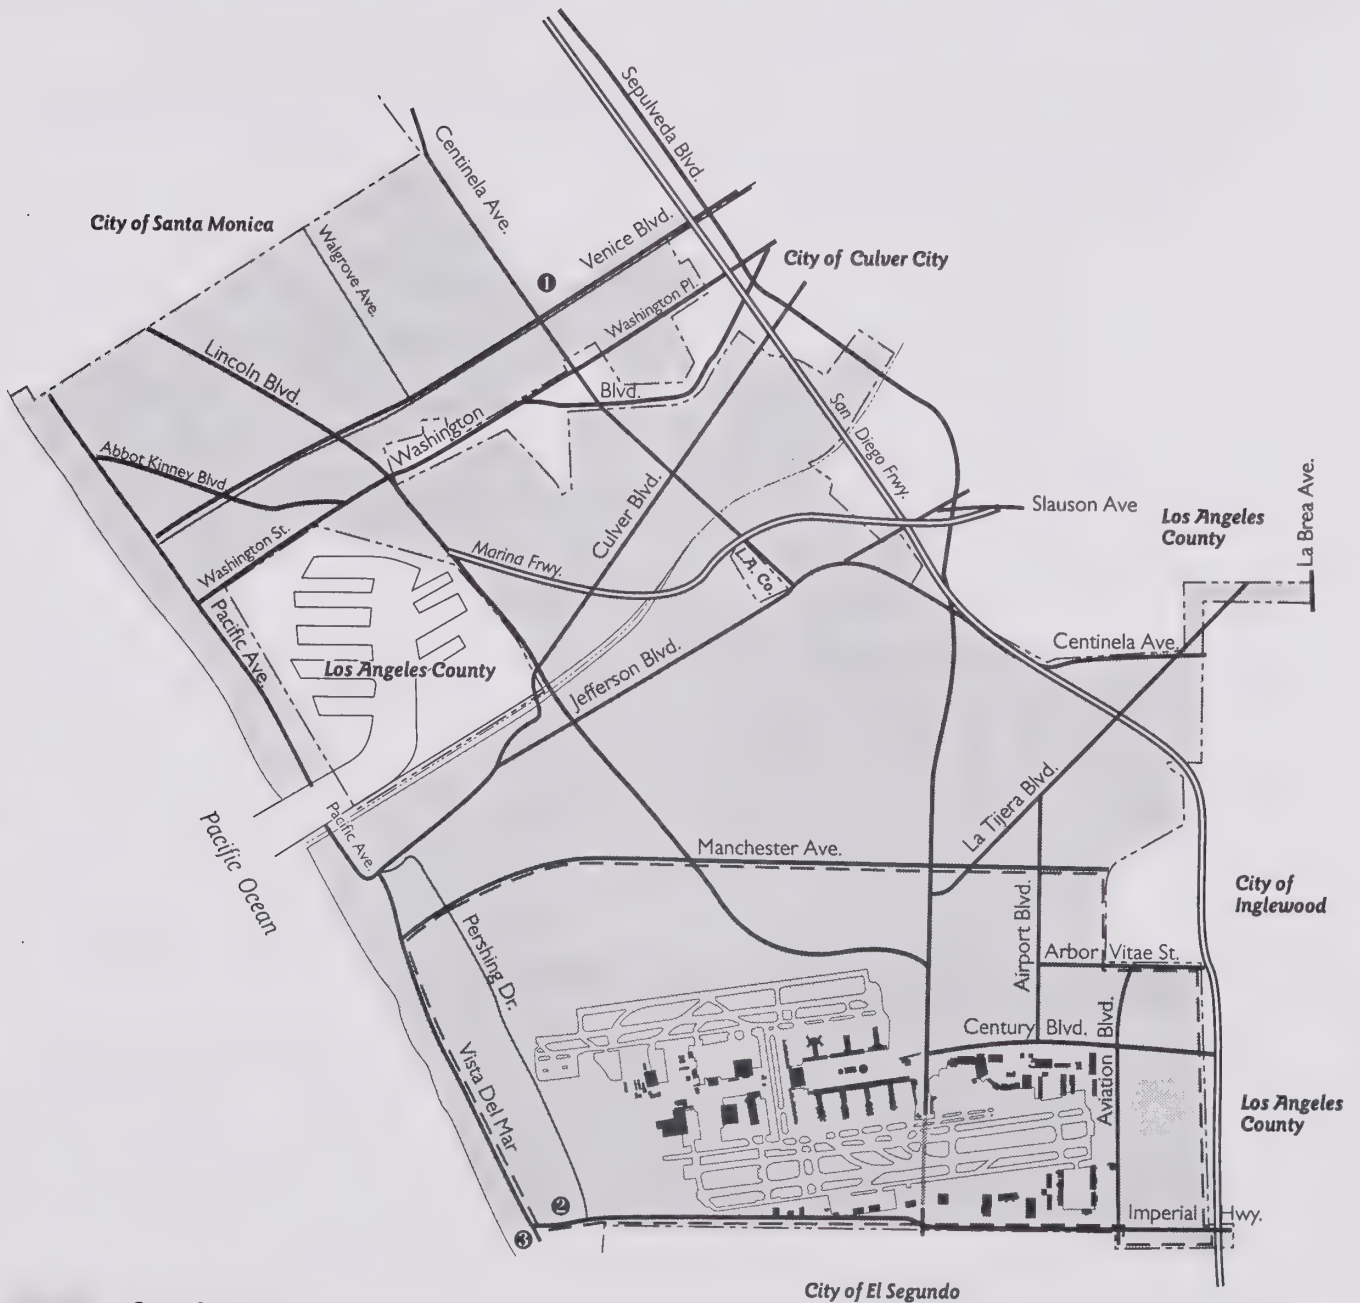 Sepulveda Blvd.
Centinela Ave.
City of Santa Monica
Walgrove Ave.
Venice Blvd.
City of Culver City
❶
Washington Pl.
Lincoln Blvd.
Blvd.
Washington
San Diego Frwy.
Abbot Kinney Blvd
Culver Blvd.
Slauson Ave
Los Angeles
County
La Brea Ave.
Washington St.
Marina Frwy.
L.A. Co.
Pacific Ave.
Los Angeles County
Jefferson Blvd.
Centinela Ave.
Pacific Ocean
Pacific Ave.
La Tijera Blvd.
Manchester Ave.
City of
Inglewood
Pershing Dr.
Airport Blvd.
Arbor Vitae St.
Century Blvd.
Vista Del Mar
Aviation Blvd.
Los Angeles
County
❷
Imperial Hwy.
❸
City of El Segundo